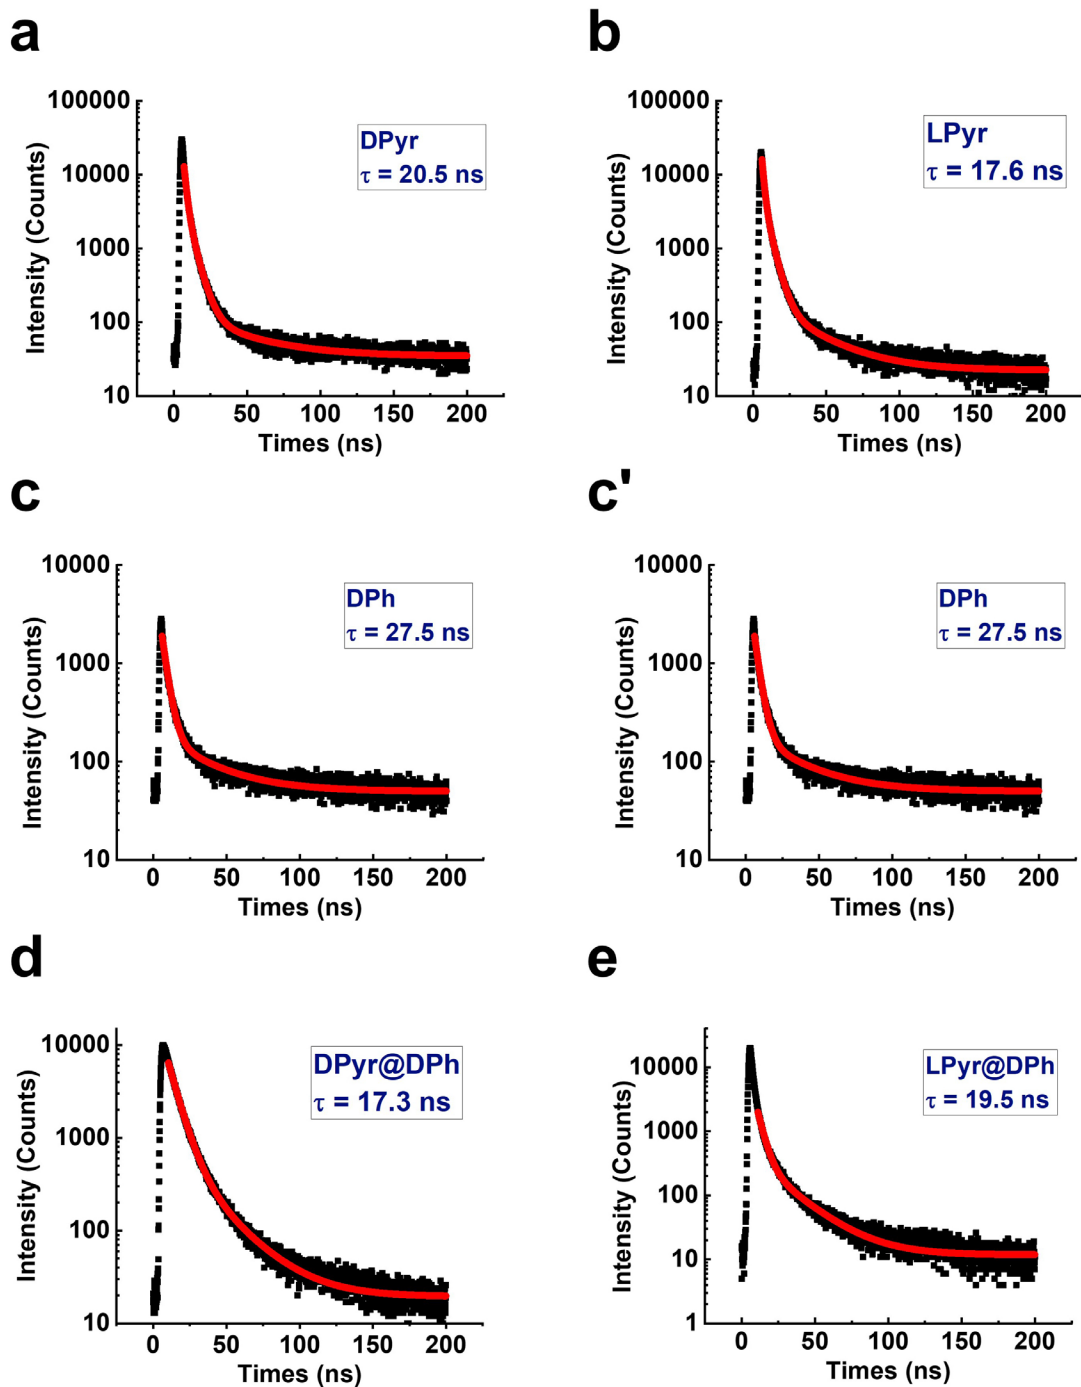 a
100000
10000
1000
100
10
Intensity (Counts)
DPyr
τ = 20.5 ns
0 50 100 150 200
Times (ns)
b
100000
10000
1000
100
10
Intensity (Counts)
LPyr
τ = 17.6 ns
0 50 100 150 200
Times (ns)
c
10000
1000
100
10
Intensity (Counts)
DPh
τ = 27.5 ns
0 50 100 150 200
Times (ns)
c'
10000
1000
100
10
Intensity (Counts)
DPh
τ = 27.5 ns
0 50 100 150 200
Times (ns)
d
10000
1000
100
10
Intensity (Counts)
DPyr@DPh
τ = 17.3 ns
0 50 100 150 200
Times (ns)
e
10000
1000
100
10
1
Intensity (Counts)
LPyr@DPh
τ = 19.5 ns
0 50 100 150 200
Times (ns)